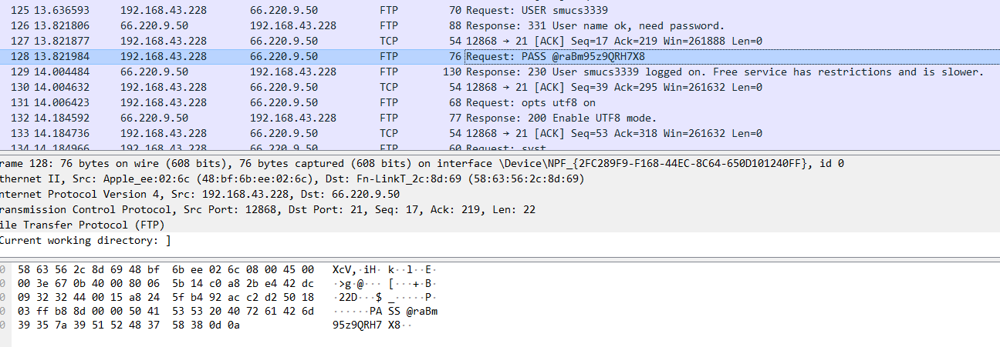 125 13.636593 192.168.43.228 66.220.9.50 FTP 70 Request: USER smucs3339
126 13.821806 66.220.9.50 192.168.43.228 FTP 88 Response: 331 User name ok, need password.
127 13.821877 192.168.43.228 66.220.9.50 TCP 54 12868 → 21 [ACK] Seq=17 Ack=219 Win=261888 Len=0
128 13.821984 192.168.43.228 66.220.9.50 FTP 76 Request: PASS @raBm95z9QRH7X8
129 14.004484 66.220.9.50 192.168.43.228 FTP 130 Response: 230 User smucs3339 logged on. Free service has restrictions and is slower.
130 14.004632 192.168.43.228 66.220.9.50 TCP 54 12868 → 21 [ACK] Seq=39 Ack=295 Win=261632 Len=0
131 14.006423 192.168.43.228 66.220.9.50 FTP 68 Request: opts utf8 on
132 14.184592 66.220.9.50 192.168.43.228 FTP 77 Response: 200 Enable UTF8 mode.
133 14.184736 192.168.43.228 66.220.9.50 TCP 54 12868 → 21 [ACK] Seq=53 Ack=318 Win=261632 Len=0
134 14.184966 192.168.43.228 66.220.9.50 FTP 60 Request: syst
rame 128: 76 bytes on wire (608 bits), 76 bytes captured (608 bits) on interface \Device\NPF_{2FC289F9-F168-44EC-8C64-650D101240FF}, id 0
thernet II, Src: Apple_ee:02:6c (48:bf:6b:ee:02:6c), Dst: Fn-LinkT_2c:8d:69 (58:63:56:2c:8d:69)
nternet Protocol Version 4, Src: 192.168.43.228, Dst: 66.220.9.50
ransmission Control Protocol, Src Port: 12868, Dst Port: 21, Seq: 17, Ack: 219, Len: 22
ile Transfer Protocol (FTP)
Current working directory: ]
0 58 63 56 2c 8d 69 48 bf 6b ee 02 6c 08 00 45 00 XcV,·iH· k··l··E·
0 00 3e 67 0b 40 00 80 06 5b 14 c0 a8 2b e4 42 dc ·>g·@··· [···+·B·
0 09 32 32 44 00 15 a8 24 5f b4 92 ac c2 d2 50 18 ·22D···$ _·····P·
0 03 ff b8 8d 00 00 50 41 53 53 20 40 72 61 42 6d ······PA SS @raBm
0 39 35 7a 39 51 52 48 37 58 38 0d 0a 95z9QRH7 X8··